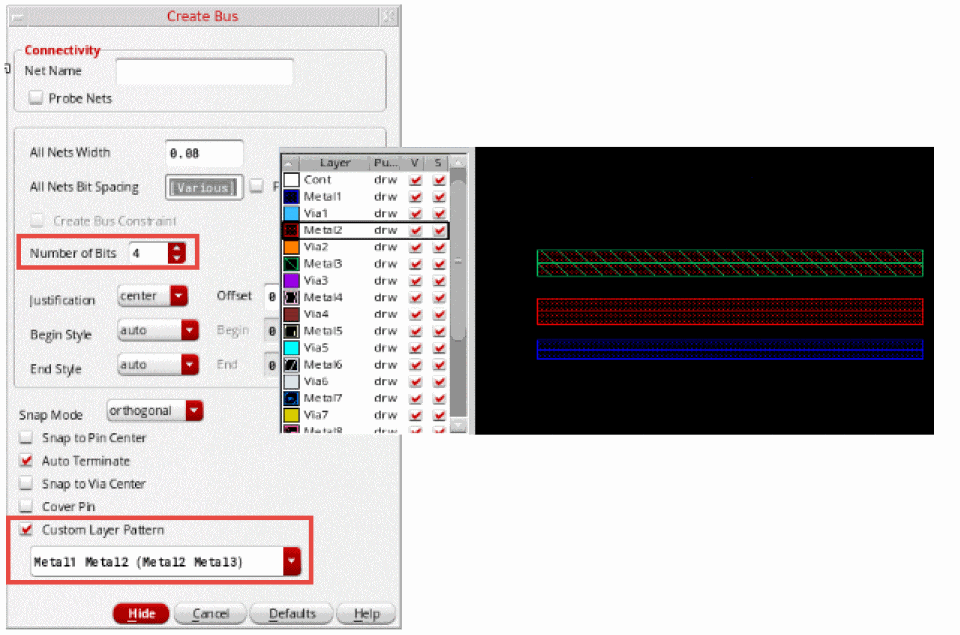 Create Bus
Connectivity
Net Name
Probe Nets
All Nets Width 0.08
All Nets Bit Spacing [Various] F
Create Bus Constraint
Number of Bits 4
Justification center Offset 0
Begin Style auto Begin 0
End Style auto End 0
Snap Mode orthogonal
Snap to Pin Center
Auto Terminate
Snap to Via Center
Cover Pin
Custom Layer Pattern
Metal1 Metal2 (Metal2 Metal3)
Hide Cancel Defaults Help
Layer Pu... V S
Cont drw
Metal1 drw
Via1 drw
Metal2 drw
Via2 drw
Metal3 drw
Via3 drw
Metal4 drw
Via4 drw
Metal5 drw
Via5 drw
Metal6 drw
Via6 drw
Metal7 drw
Via7 drw
Metal8 drw